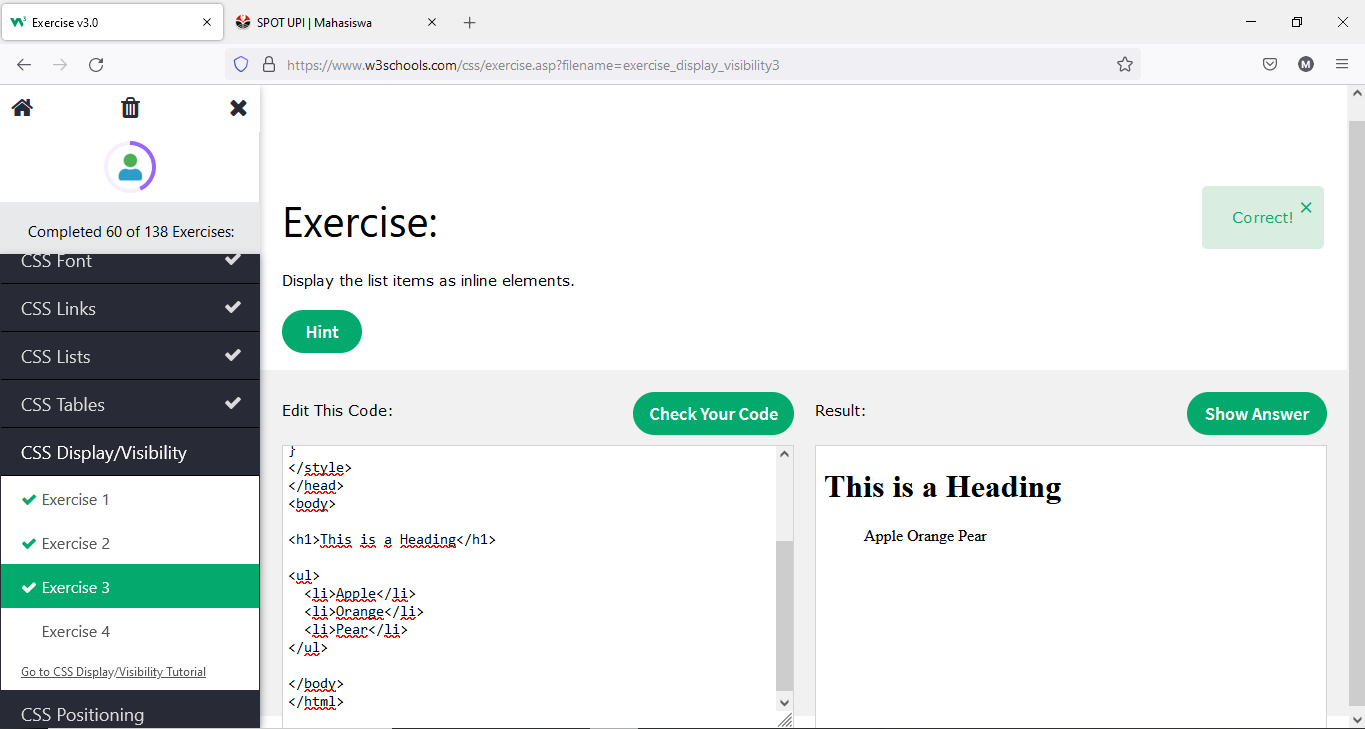 Exercise v3.0
SPOT UPI | Mahasiswa
https://www.w3schools.com/css/exercise.asp?filename=exercise_display_visibility3
M
Completed 60 of 138 Exercises:
CSS Font
CSS Links
CSS Lists
CSS Tables
CSS Display/Visibility
Exercise 1
Exercise 2
Exercise 3
Exercise 4
Go to CSS Display/Visibility Tutorial
CSS Positioning
Exercise:
Correct!
Display the list items as inline elements.
Hint
Edit This Code:
Check Your Code
}
</style>
</head>
<body>
<h1>This is a Heading</h1>
<ul>
<li>Apple</li>
<li>Orange</li>
<li>Pear</li>
</ul>
</body>
</html>
Result:
Show Answer
This is a Heading
Apple Orange Pear